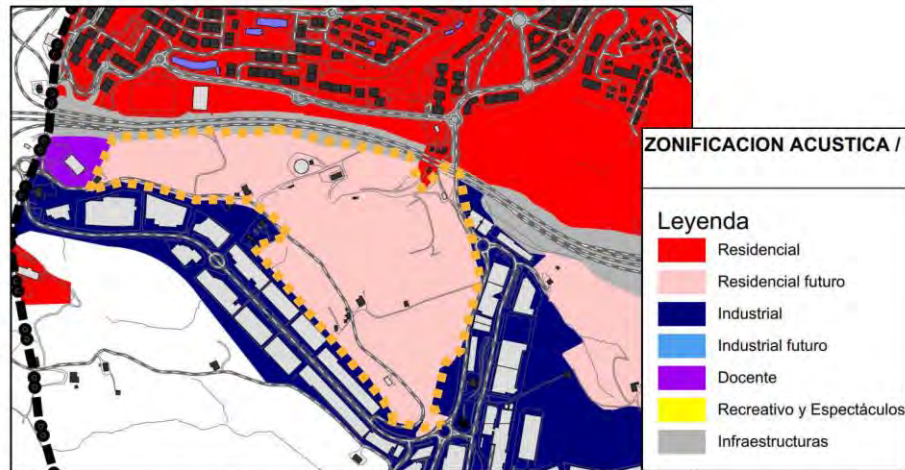 ZONIFICACION ACUSTICA /
Leyenda
Residencial
Residencial futuro
Industrial
Industrial futuro
Docente
Recreativo y Espectáculos
Infraestructuras